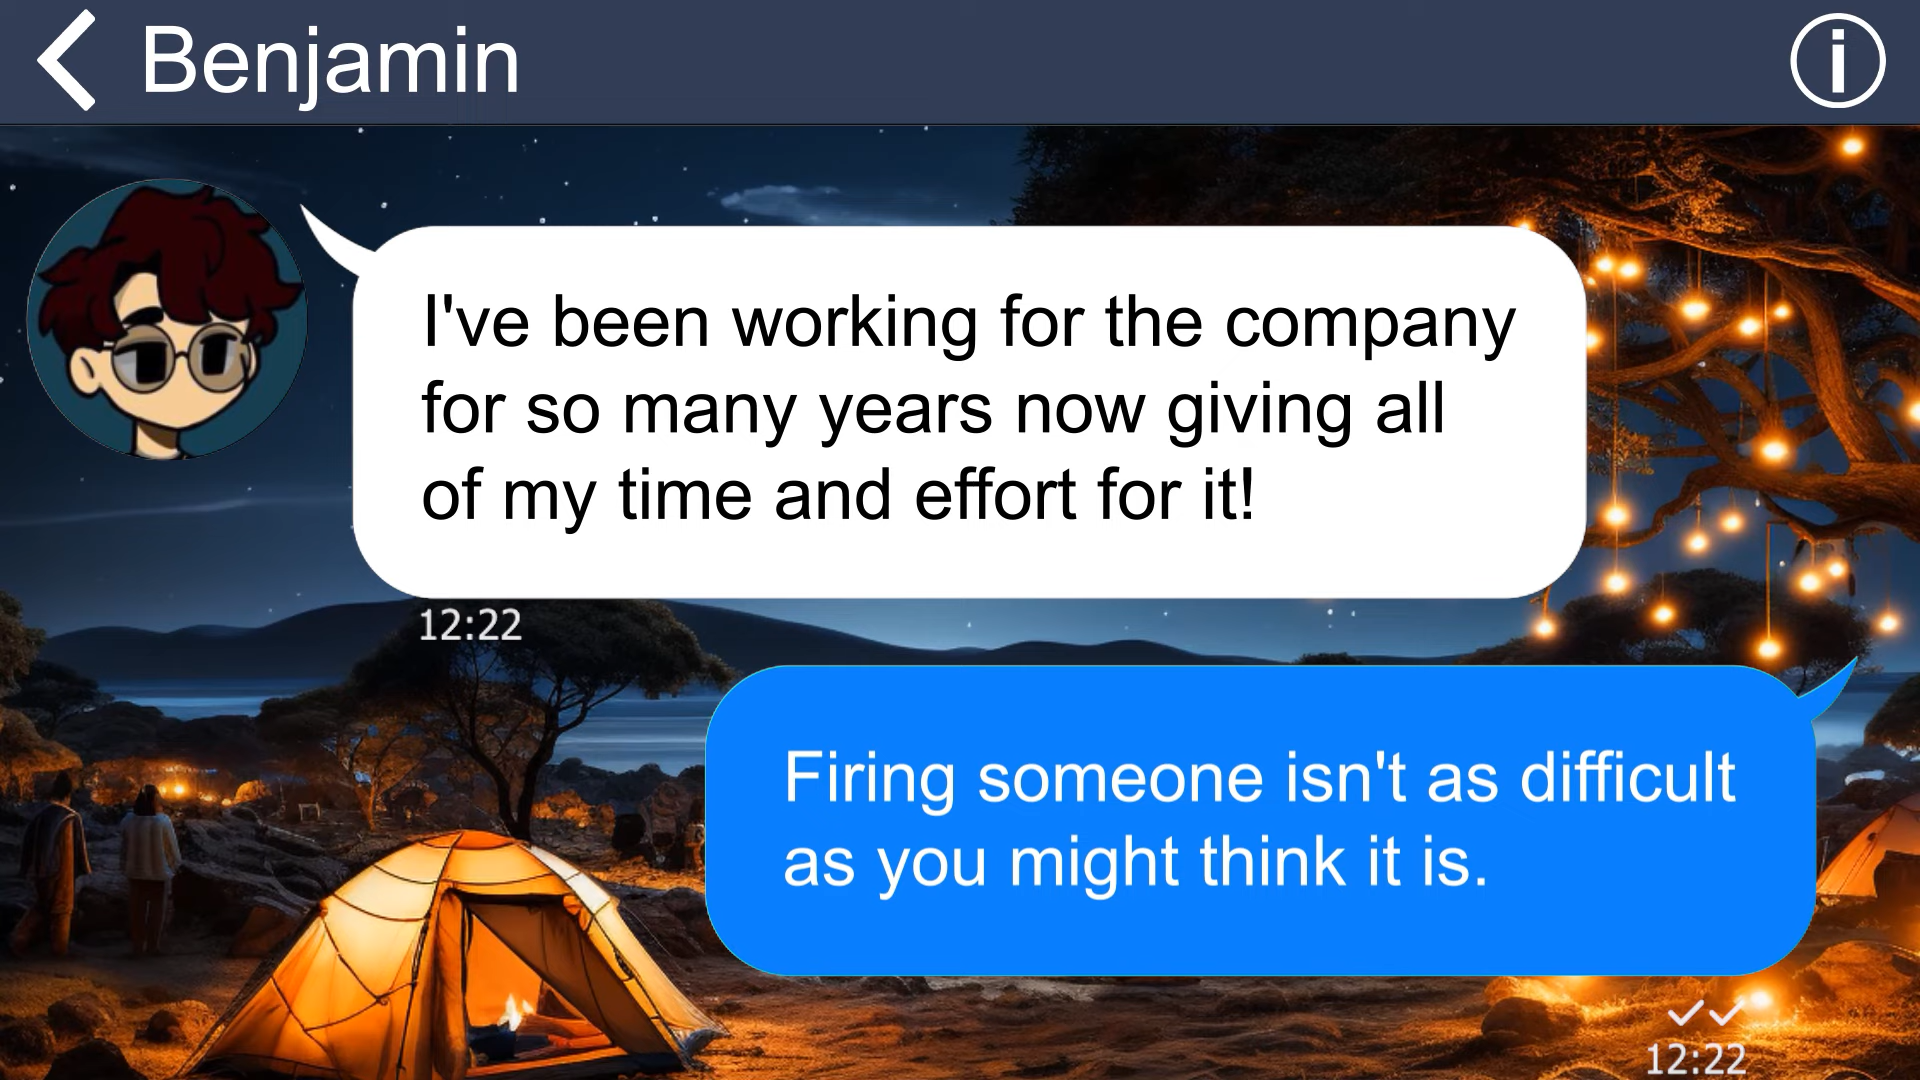 Benjamin
I've been working for the company
for so many years now giving all
of my time and effort for it!
12:22
Firing someone isn't as difficult
as you might think it is.
12:22